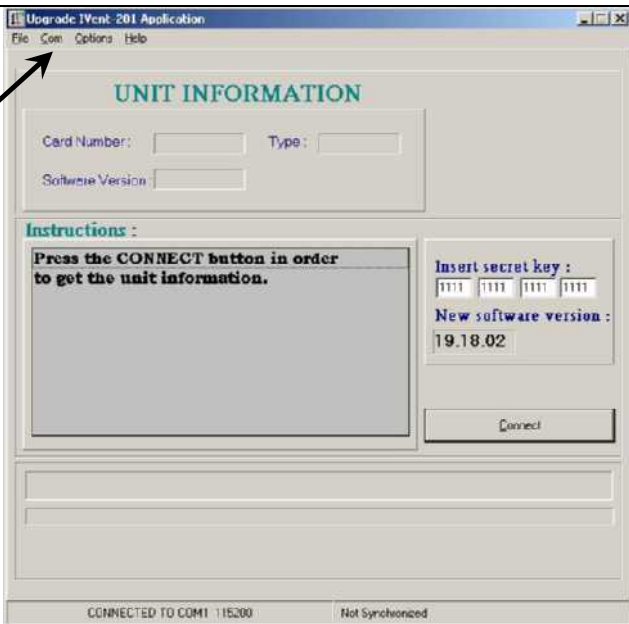 Upgrade IVent-201 Application
File Com Options Help
UNIT INFORMATION
Card Number: Type:
Software Version:
Instructions :
Press the CONNECT button in order
to get the unit information.
Insert secret key :
1111 1111 1111 1111
New software version :
19.18.02
Connect
CONNECTED TO COM1 115200 Not Synchronized